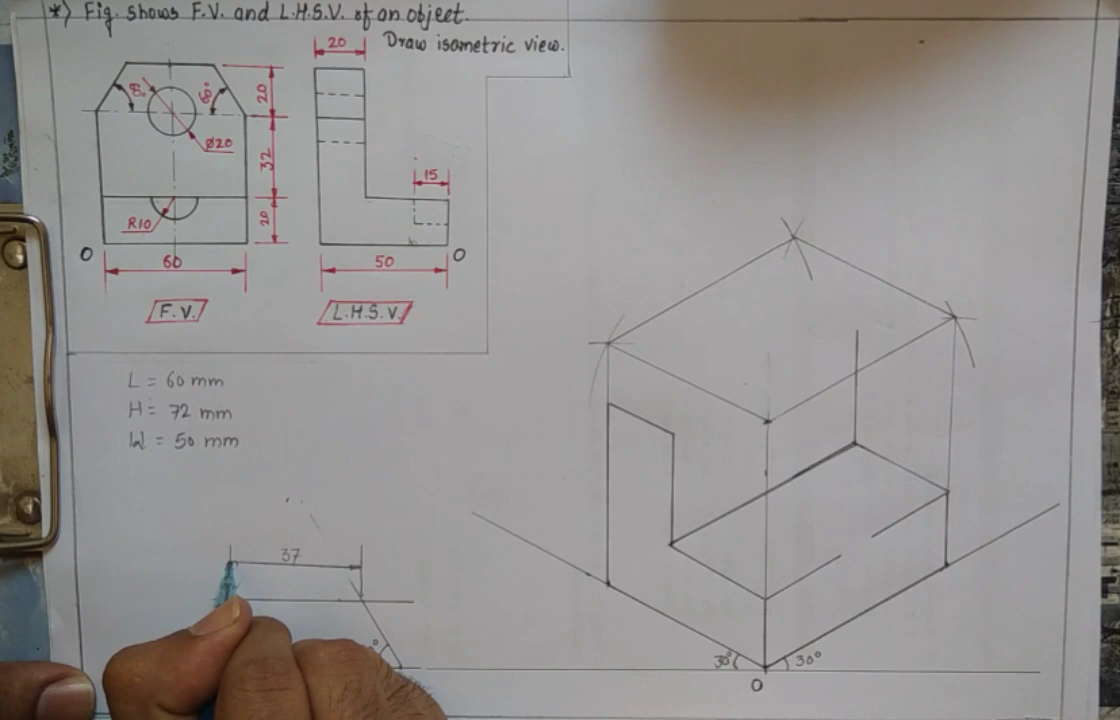 *) Fig. shows F.V. and L.H.S.V. of an object.
Draw isometric view.
20
60°
60°
20
Ø20
32
15
R10
20
O
60
50
O
F.V.
L.H.S.V.
L = 60 mm
H = 72 mm
W = 50 mm
37
30°
30°
O